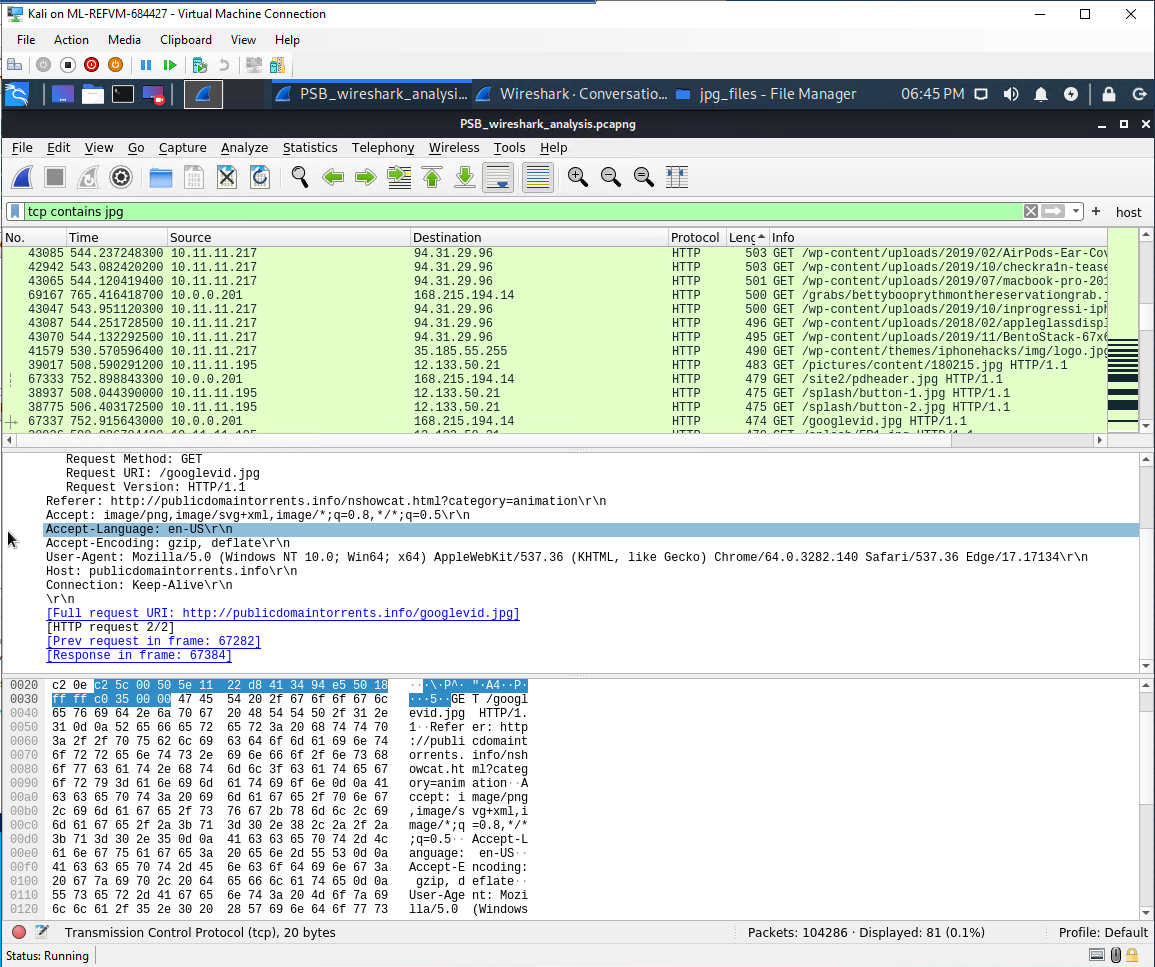 Kali on ML-REFVM-684427 - Virtual Machine Connection
File Action Media Clipboard View Help
PSB_wireshark_analysi... Wireshark · Conversatio... jpg_files - File Manager 06:45 PM
PSB_wireshark_analysis.pcapng
File Edit View Go Capture Analyze Statistics Telephony Wireless Tools Help
tcp contains jpg + host
No. Time Source Destination Protocol Leng Info
43085 544.237248300 10.11.11.217 94.31.29.96 HTTP 503 GET /wp-content/uploads/2019/02/AirPods-Ear-Cov
42942 543.082420200 10.11.11.217 94.31.29.96 HTTP 503 GET /wp-content/uploads/2019/10/checkra1n-tease
43065 544.120419400 10.11.11.217 94.31.29.96 HTTP 501 GET /wp-content/uploads/2019/07/macbook-pro-201
69167 765.416418700 10.0.0.201 168.215.194.14 HTTP 500 GET /grabs/bettybooprythmonthereservationgrab.j
43047 543.951120300 10.11.11.217 94.31.29.96 HTTP 500 GET /wp-content/uploads/2019/10/inprogressi-iph
43087 544.251728500 10.11.11.217 94.31.29.96 HTTP 496 GET /wp-content/uploads/2018/02/appleglassdispl
43070 544.132292500 10.11.11.217 94.31.29.96 HTTP 495 GET /wp-content/uploads/2019/11/BentoStack-67x6
41579 530.570596400 10.11.11.217 35.185.55.255 HTTP 490 GET /wp-content/themes/iphonehacks/img/logo.jpg
39017 508.590291200 10.11.11.195 12.133.50.21 HTTP 483 GET /pictures/content/180215.jpg HTTP/1.1
67333 752.898843300 10.0.0.201 168.215.194.14 HTTP 479 GET /site2/pdheader.jpg HTTP/1.1
38937 508.044390000 10.11.11.195 12.133.50.21 HTTP 475 GET /splash/button-1.jpg HTTP/1.1
38775 506.403172500 10.11.11.195 12.133.50.21 HTTP 475 GET /splash/button-2.jpg HTTP/1.1
67337 752.915643000 10.0.0.201 168.215.194.14 HTTP 474 GET /googlevid.jpg HTTP/1.1
Request Method: GET
Request URI: /googlevid.jpg
Request Version: HTTP/1.1
Referer: http://publicdomaintorrents.info/nshowcat.html?category=animation\r\n
Accept: image/png,image/svg+xml,image/*;q=0.8,*/*;q=0.5\r\n
Accept-Language: en-US\r\n
Accept-Encoding: gzip, deflate\r\n
User-Agent: Mozilla/5.0 (Windows NT 10.0; Win64; x64) AppleWebKit/537.36 (KHTML, like Gecko) Chrome/64.0.3282.140 Safari/537.36 Edge/17.17134\r\n
Host: publicdomaintorrents.info\r\n
Connection: Keep-Alive\r\n
\r\n
[Full request URI: http://publicdomaintorrents.info/googlevid.jpg]
[HTTP request 2/2]
[Prev request in frame: 67282]
[Response in frame: 67384]
0020 c2 0e c2 5c 00 50 5e 11 22 d8 41 34 94 e5 50 18 ···\·P^· "·A4··P·
0030 ff ff c0 35 00 00 47 45 54 20 2f 67 6f 6f 67 6c ···5··GE T /googl
0040 65 76 69 64 2e 6a 70 67 20 48 54 54 50 2f 31 2e evid.jpg HTTP/1.
0050 31 0d 0a 52 65 66 65 72 65 72 3a 20 68 74 74 70 1··Refer er: http
0060 3a 2f 2f 70 75 62 6c 69 63 64 6f 6d 61 69 6e 74 ://publi cdomaint
0070 6f 72 72 65 6e 74 73 2e 69 6e 66 6f 2f 6e 73 68 orrents. info/nsh
0080 6f 77 63 61 74 2e 68 74 6d 6c 3f 63 61 74 65 67 owcat.ht ml?categ
0090 6f 72 79 3d 61 6e 69 6d 61 74 69 6f 6e 0d 0a 41 ory=anim ation··A
00a0 63 63 65 70 74 3a 20 69 6d 61 67 65 2f 70 6e 67 ccept: i mage/png
00b0 2c 69 6d 61 67 65 2f 73 76 67 2b 78 6d 6c 2c 69 ,image/s vg+xml,i
00c0 6d 61 67 65 2f 2a 3b 71 3d 30 2e 38 2c 2a 2f 2a mage/*;q =0.8,*/*
00d0 3b 71 3d 30 2e 35 0d 0a 41 63 63 65 70 74 2d 4c ;q=0.5·· Accept-L
00e0 61 6e 67 75 61 67 65 3a 20 65 6e 2d 55 53 0d 0a anguage: en-US··
00f0 41 63 63 65 70 74 2d 45 6e 63 6f 64 69 6e 67 3a Accept-E ncoding:
0100 20 67 7a 69 70 2c 20 64 65 66 6c 61 74 65 0d 0a gzip, d eflate··
0110 55 73 65 72 2d 41 67 65 6e 74 3a 20 4d 6f 7a 69 User-Age nt: Mozi
0120 6c 6c 61 2f 35 2e 30 20 28 57 69 6e 64 6f 77 73 lla/5.0 (Windows
Transmission Control Protocol (tcp), 20 bytes Packets: 104286 · Displayed: 81 (0.1%) Profile: Default
Status: Running